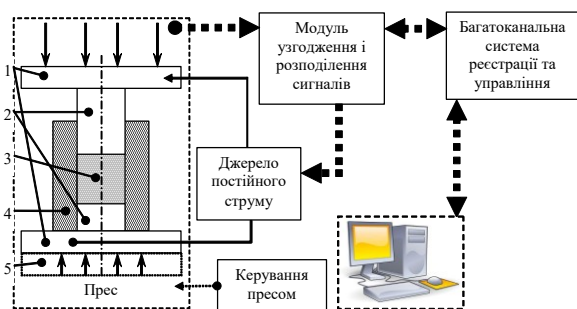 Модуль
узгодження і
розподілення
сигналів
Багатоканальна
система
реєстрації та
управління
1
2
3
4
5
Джерело
постійного
струму
Прес
Керування
пресом